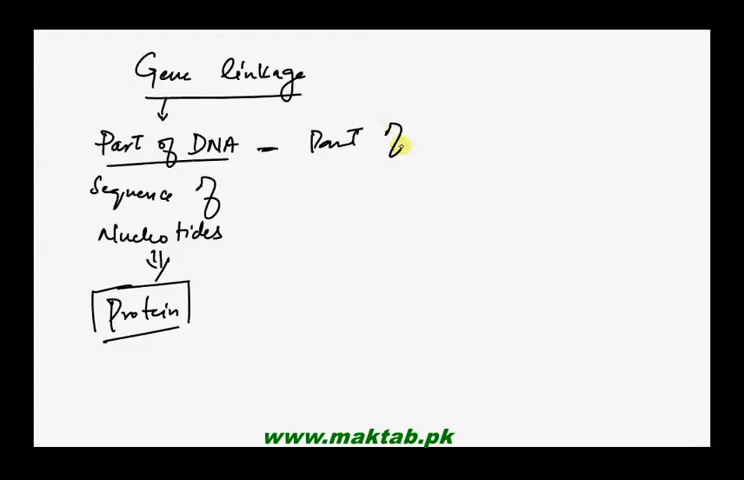 Gene linkage
Part of DNA - Part of
Sequence of
Nucleotides
Protein
www.maktab.pk